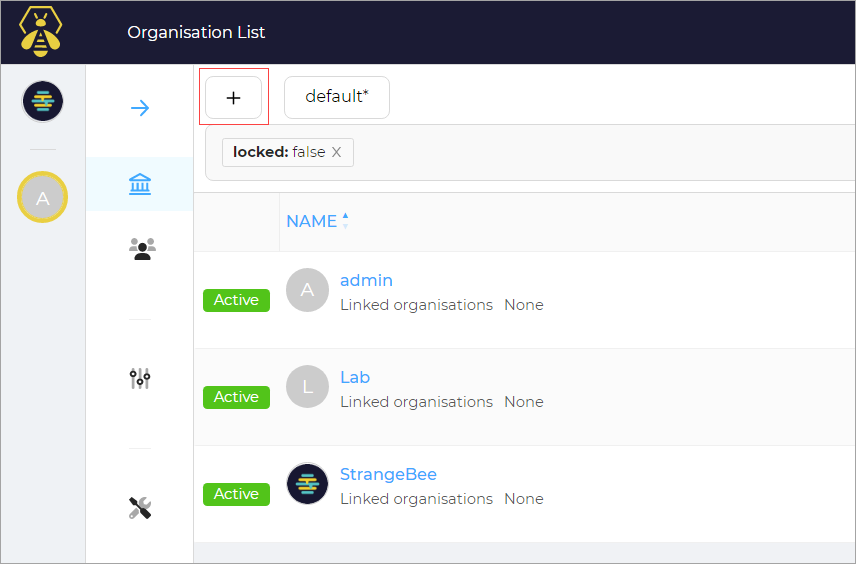 Organisation List
+ default*
locked: false X
A
NAME
A admin
Active Linked organisations None
L Lab
Active Linked organisations None
StrangeBee
Active Linked organisations None